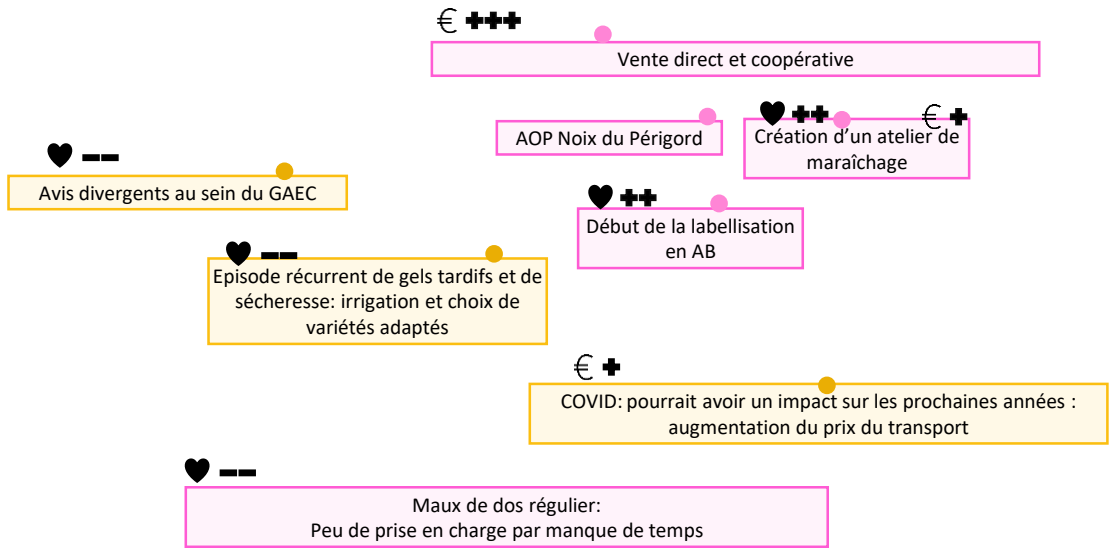 € +++
Vente direct et coopérative
AOP Noix du Périgord
++ € +
Création d'un atelier de
maraîchage
--
Avis divergents au sein du GAEC
++
Début de la labellisation
en AB
--
Episode récurrent de gels tardifs et de
sécheresse: irrigation et choix de
variétés adaptés
€ +
COVID: pourrait avoir un impact sur les prochaines années :
augmentation du prix du transport
--
Maux de dos régulier:
Peu de prise en charge par manque de temps